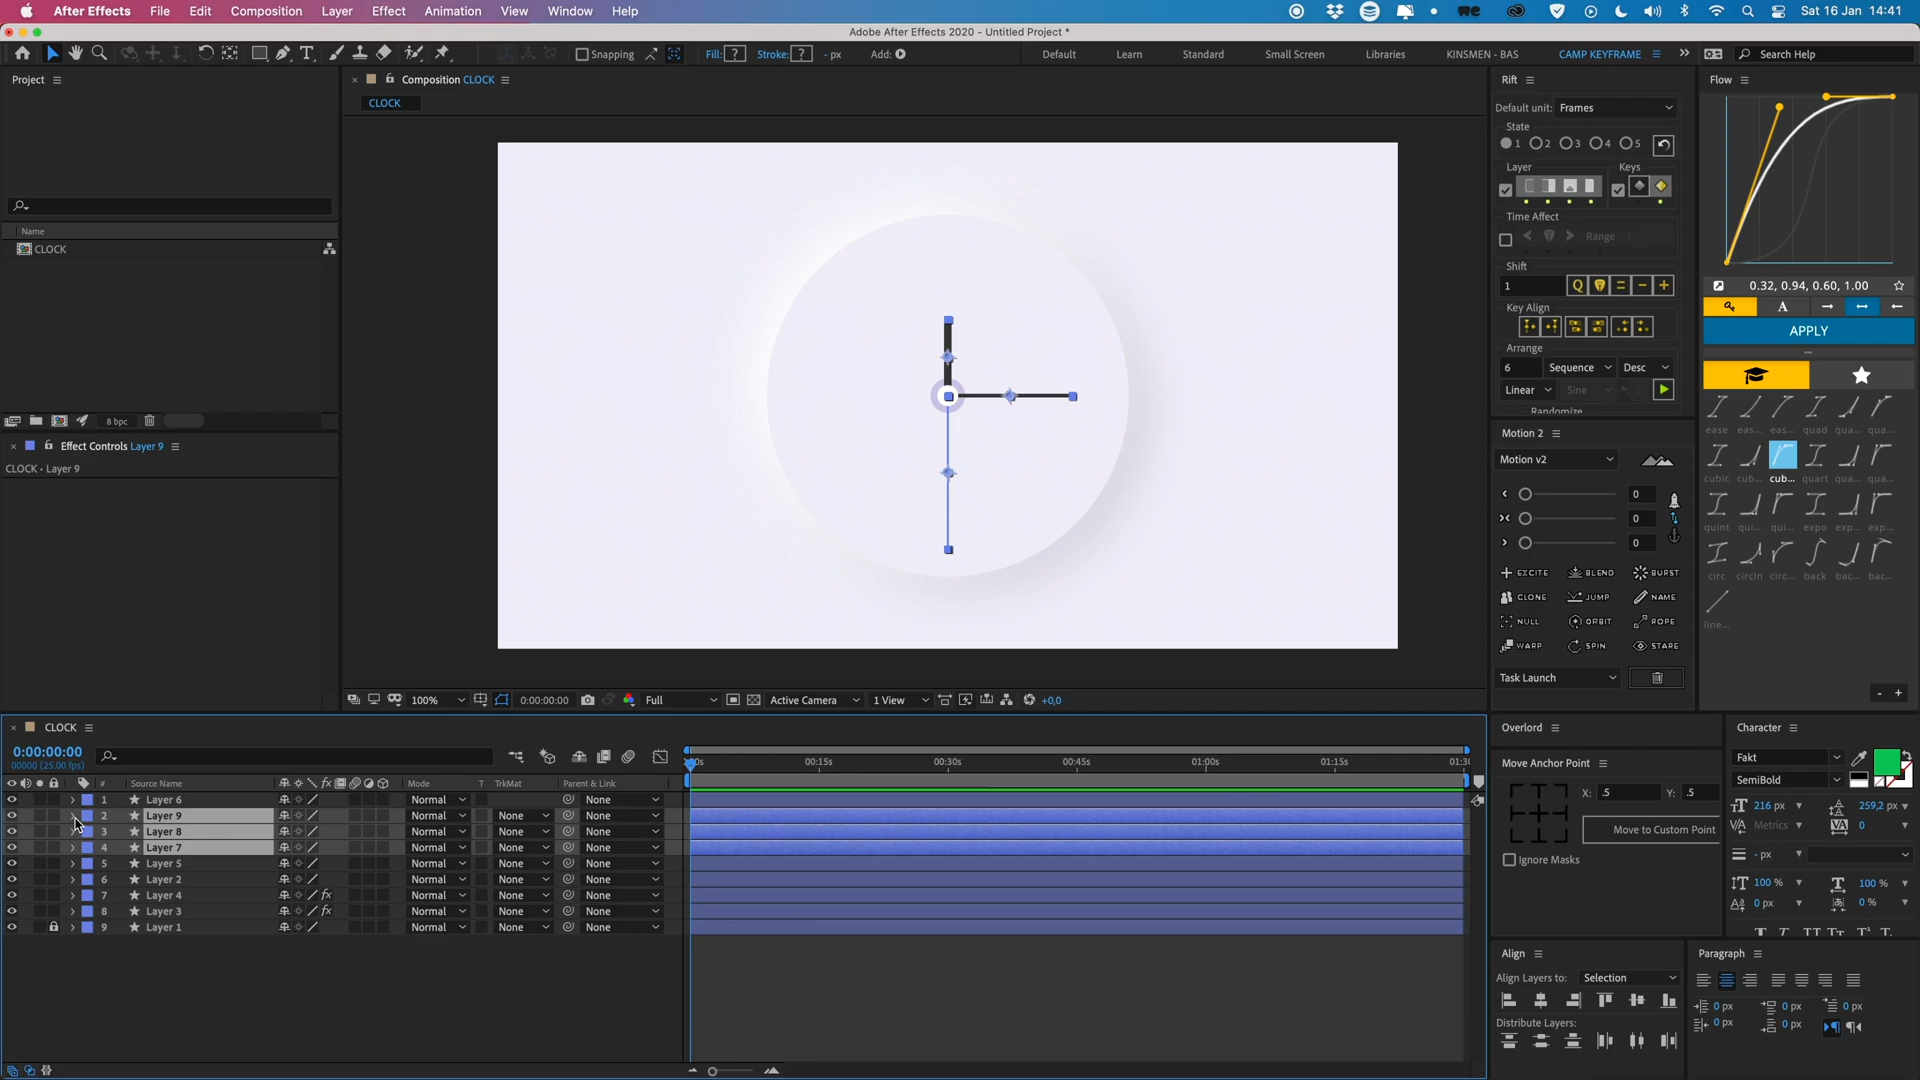 After Effects File Edit Composition Layer Effect Animation View Window Help Sat 16 Jan 14:41
Adobe After Effects 2020 - Untitled Project *
Snapping Fill: ? Stroke: ? - px Add: Default Learn Standard Small Screen Libraries KINSMEN - BAS CAMP KEYFRAME Search Help
Project
Composition CLOCK
CLOCK
Name
CLOCK
8 bpc
Effect Controls Layer 9
CLOCK • Layer 9
100% 0:00:00:00 Full Active Camera 1 View +0,0
Rift
Default unit: Frames
State
1 2 3 4 5
Layer Keys
Time Affect
Range 1
Shift
1 Q
Key Align
Arrange
6 Sequence Desc
Linear Sine
Randomize
Motion 2
Motion v2
0
0
0
EXCITE BLEND BURST
CLONE JUMP NAME
NULL ORBIT ROPE
WARP SPIN STARE
Task Launch
Flow
0.32, 0.94, 0.60, 1.00
A
APPLY
ease eas... eas... quad qua... qua...
cubic cub... cub... quart qua... qua...
quint qui... qui... expo exp... exp...
circ circIn circ... back bac... bac...
line...
- +
CLOCK
0:00:00:00
00000 (25.00 fps)
00:15s 00:30s 00:45s 01:00s 01:15s 01:30
# Source Name Mode T TrkMat Parent & Link
1 Layer 6 Normal None
2 Layer 9 Normal None None
3 Layer 8 Normal None None
4 Layer 7 Normal None None
5 Layer 5 Normal None None
6 Layer 2 Normal None None
7 Layer 4 fx Normal None None
8 Layer 3 fx Normal None None
9 Layer 1 Normal None None
Overlord
Move Anchor Point
X: .5 Y: .5
Move to Custom Point
Ignore Masks
Character
Fakt
SemiBold
216 px 259,2 px
Metrics 0
- px
100 % 100 %
0 px 0 %
Align
Align Layers to: Selection
Distribute Layers:
Paragraph
0 px 0 px 0 px
0 px 0 px